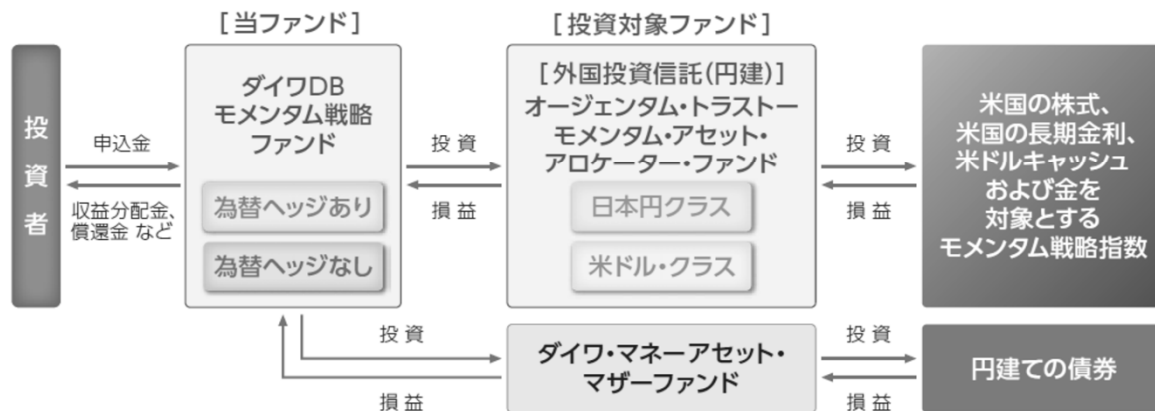 [当ファンド]
[投資対象ファンド]
投資者
申込金
収益分配金、
償還金 など
ダイワDB
モメンタム戦略
ファンド
為替ヘッジあり
為替ヘッジなし
投 資
損 益
[外国投資信託(円建)]
オージェンタム・トラストー
モメンタム・アセット・
アロケーター・ファンド
日本円クラス
米ドル・クラス
投 資
損 益
米国の株式、
米国の長期金利、
米ドルキャッシュ
および金を
対象とする
モメンタム戦略指数
投 資
損 益
ダイワ・マネーアセット・
マザーファンド
投 資
損 益
円建ての債券